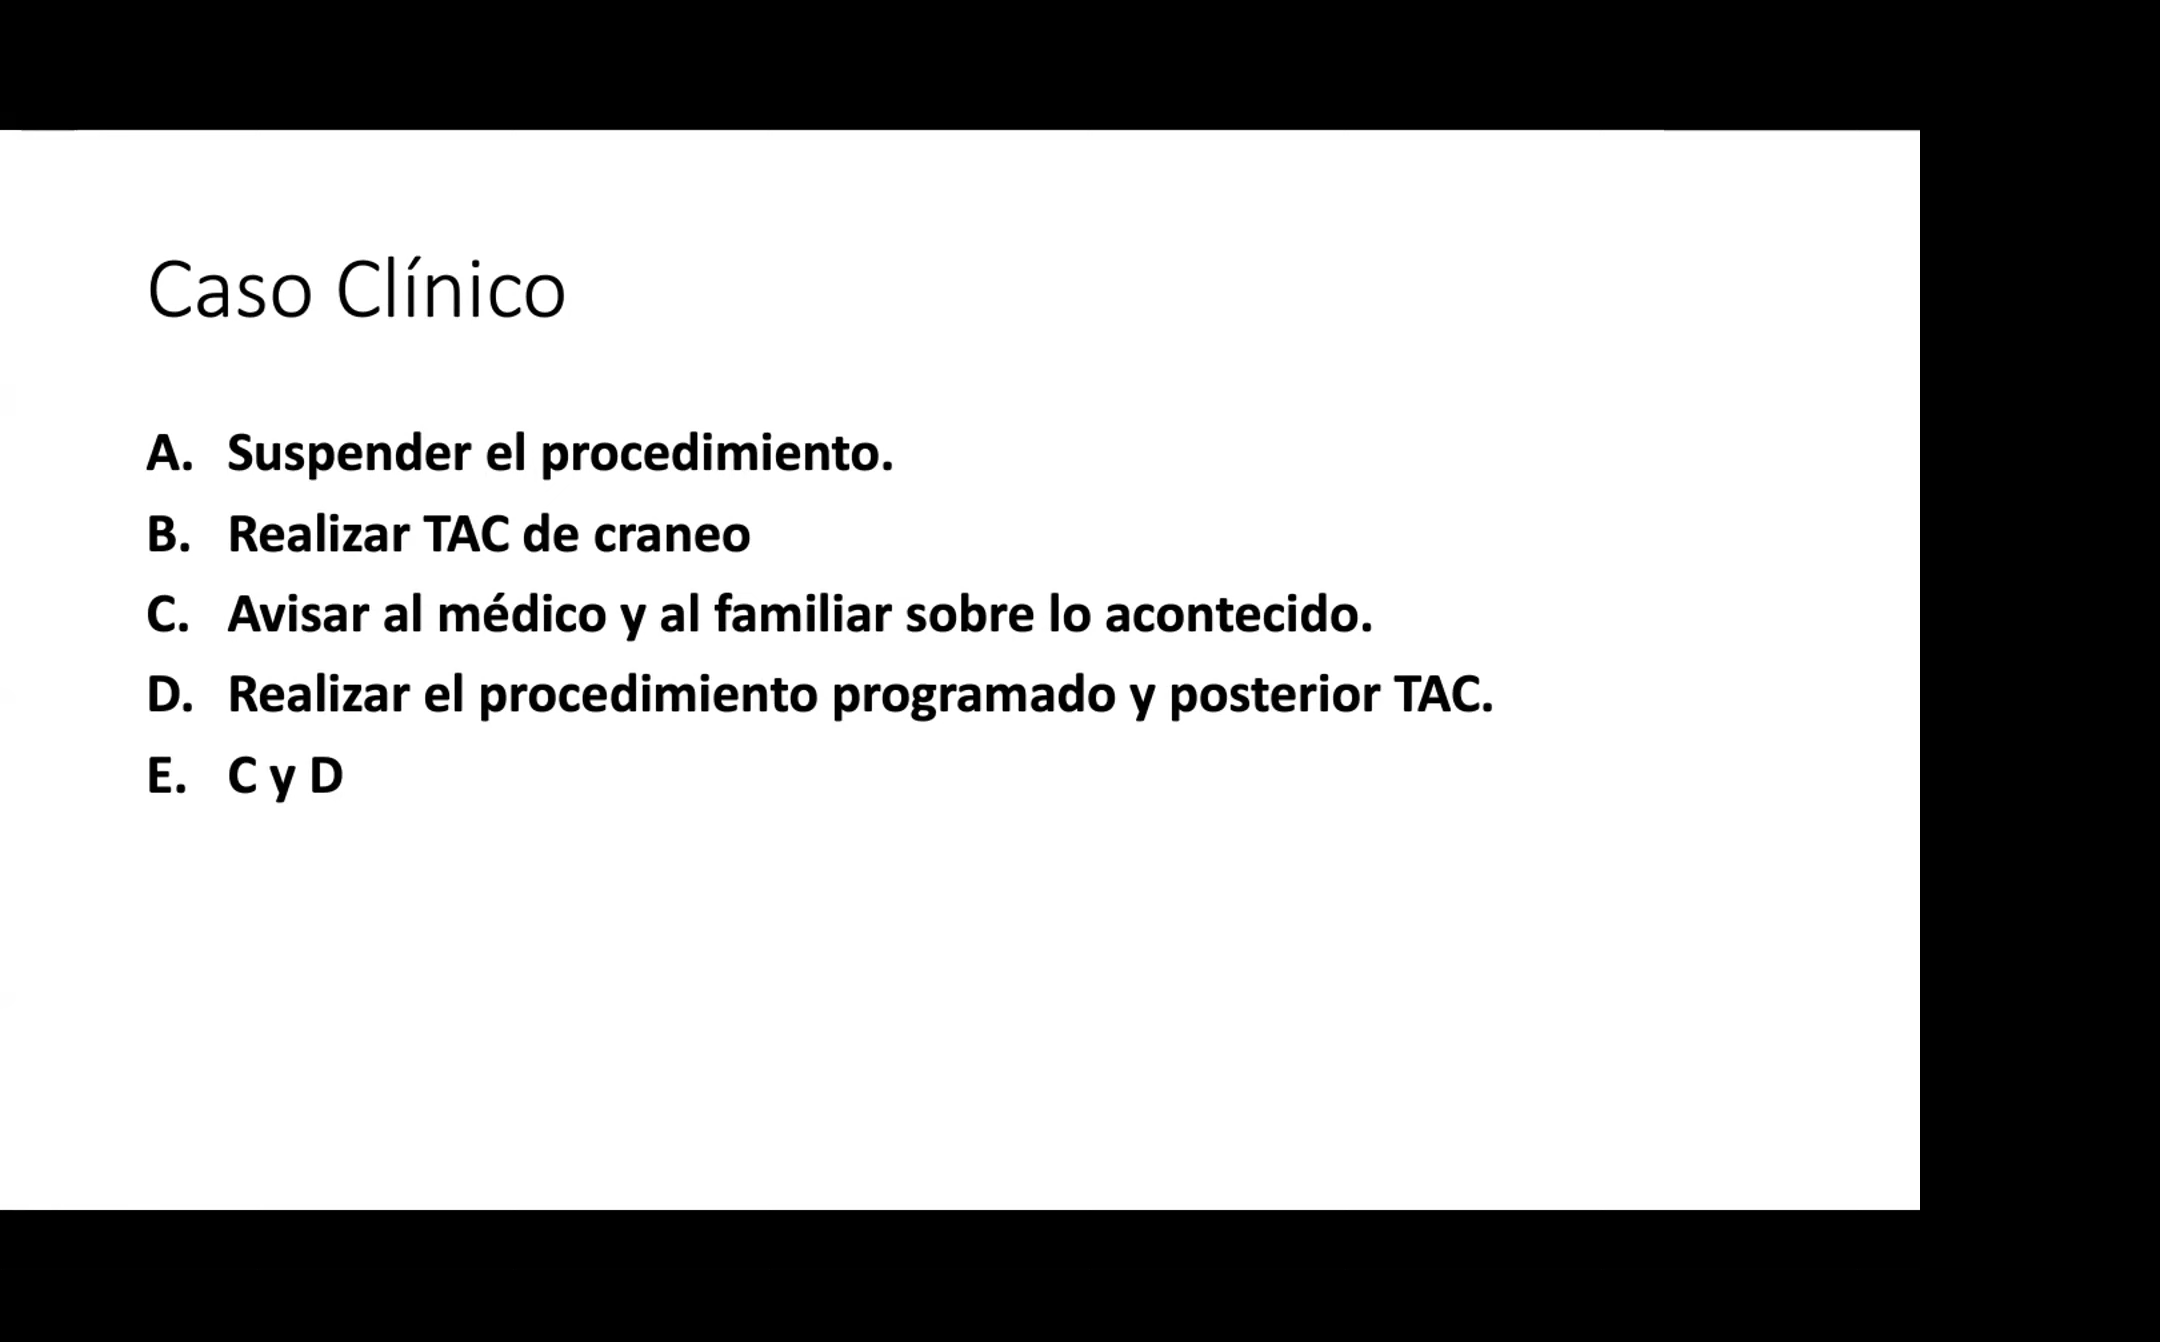 Caso Clínico
A. Suspender el procedimiento.
B. Realizar TAC de craneo
C. Avisar al médico y al familiar sobre lo acontecido.
D. Realizar el procedimiento programado y posterior TAC.
E. C y D